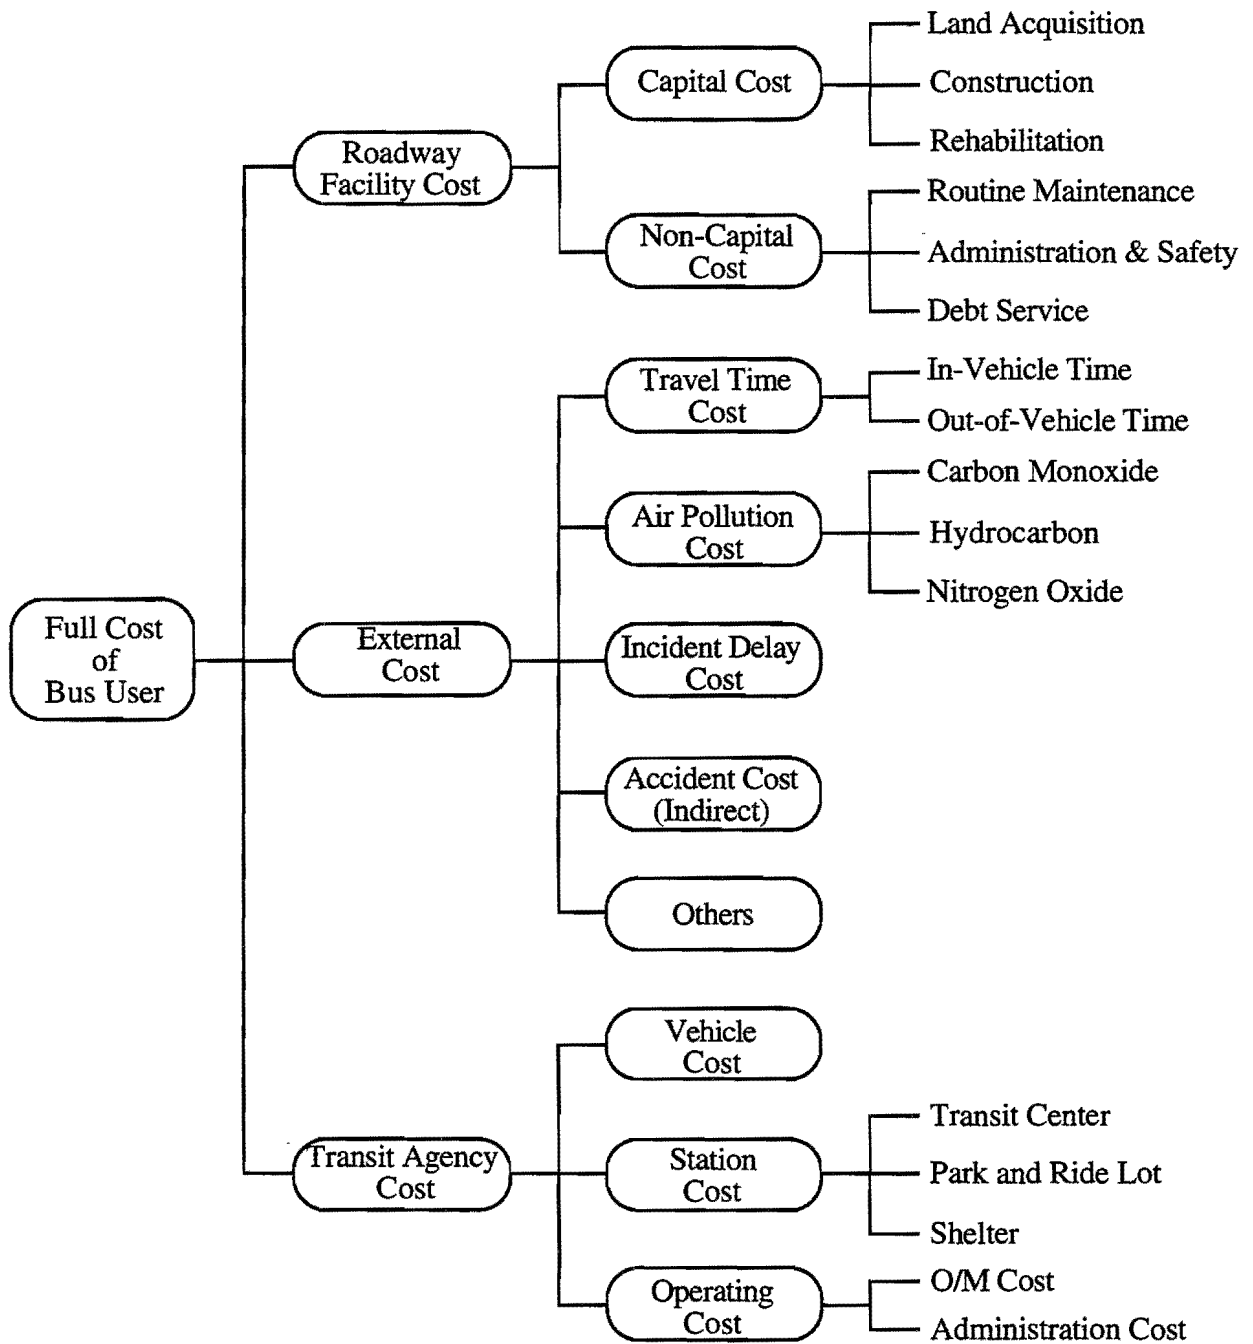 Full Cost
of
Bus User
Roadway
Facility Cost
Capital Cost
Land Acquisition
Construction
Rehabilitation
Non-Capital
Cost
Routine Maintenance
Administration & Safety
Debt Service
External
Cost
Travel Time
Cost
In-Vehicle Time
Out-of-Vehicle Time
Air Pollution
Cost
Carbon Monoxide
Hydrocarbon
Nitrogen Oxide
Incident Delay
Cost
Accident Cost
(Indirect)
Others
Transit Agency
Cost
Vehicle
Cost
Station
Cost
Transit Center
Park and Ride Lot
Shelter
Operating
Cost
O/M Cost
Administration Cost